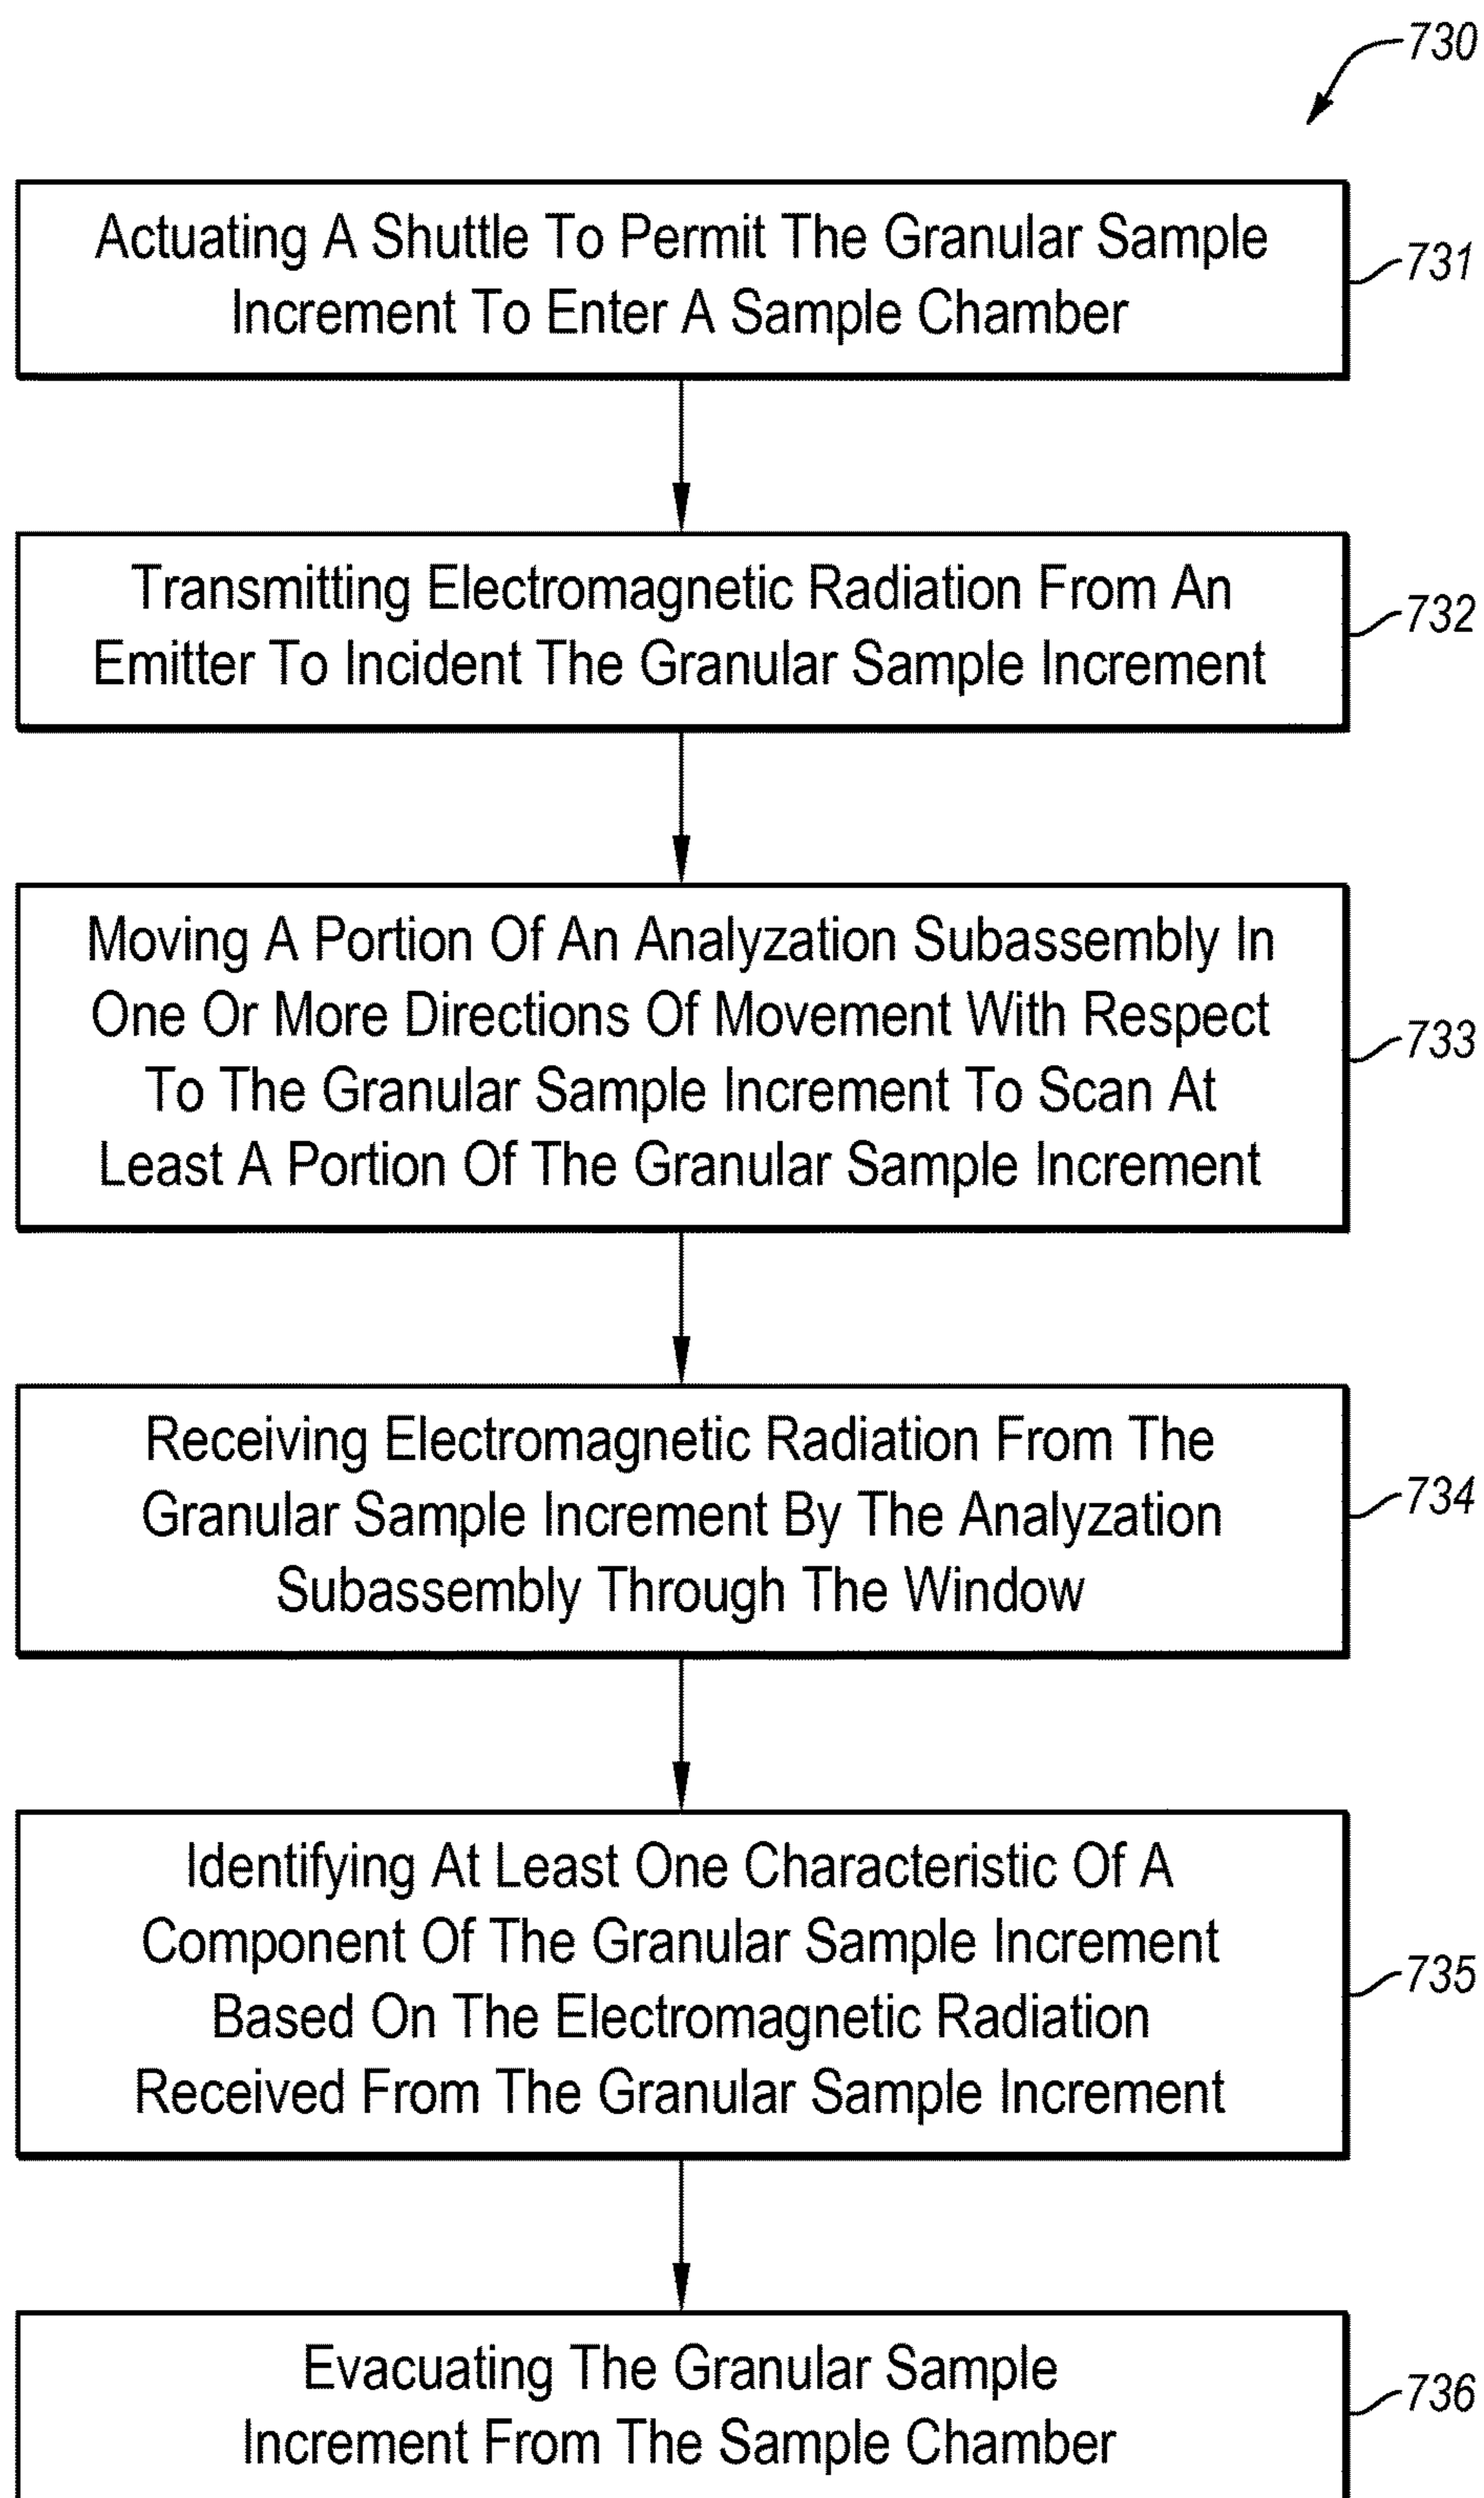 730
Actuating A Shuttle To Permit The Granular Sample
Increment To Enter A Sample Chamber
731
Transmitting Electromagnetic Radiation From An
Emitter To Incident The Granular Sample Increment
732
Moving A Portion Of An Analyzation Subassembly In
One Or More Directions Of Movement With Respect
To The Granular Sample Increment To Scan At
Least A Portion Of The Granular Sample Increment
733
Receiving Electromagnetic Radiation From The
Granular Sample Increment By The Analyzation
Subassembly Through The Window
734
Identifying At Least One Characteristic Of A
Component Of The Granular Sample Increment
Based On The Electromagnetic Radiation
Received From The Granular Sample Increment
735
Evacuating The Granular Sample
Increment From The Sample Chamber
736